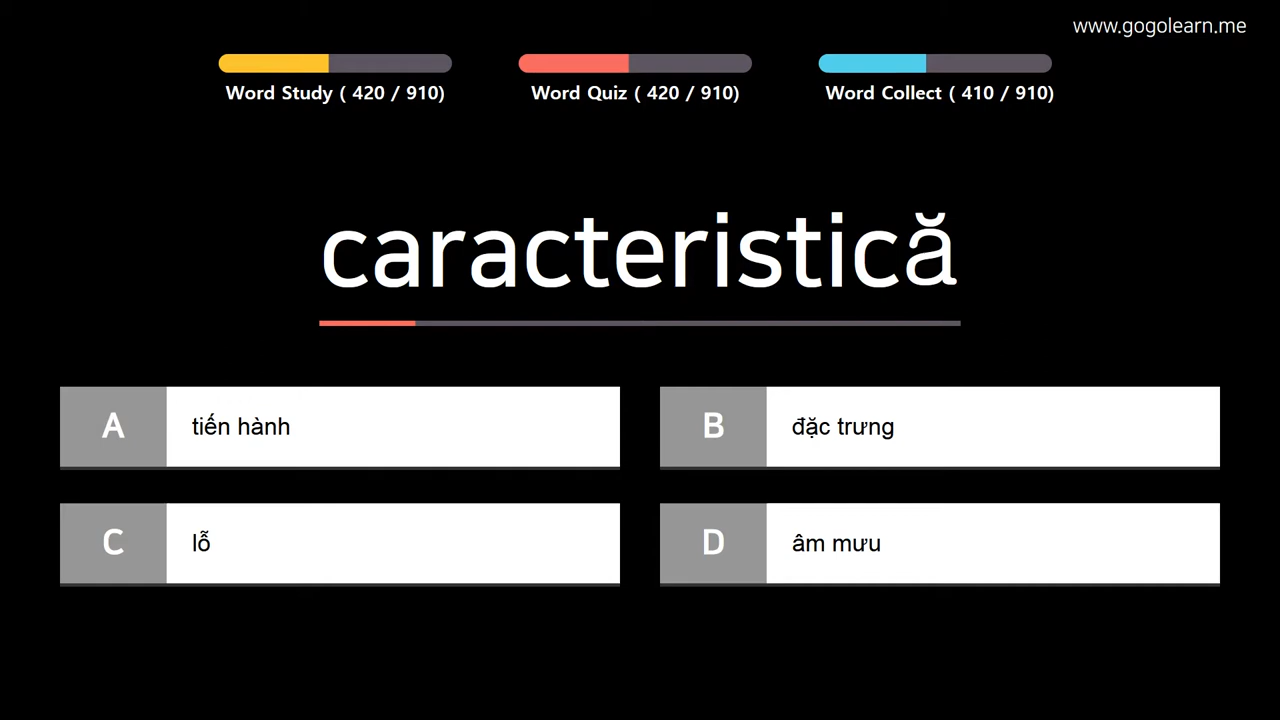 www.gogolearn.me
Word Study ( 420 / 910)
Word Quiz ( 420 / 910)
Word Collect ( 410 / 910)
caracteristică
A tiến hành
B đặc trưng
C lỗ
D âm mưu